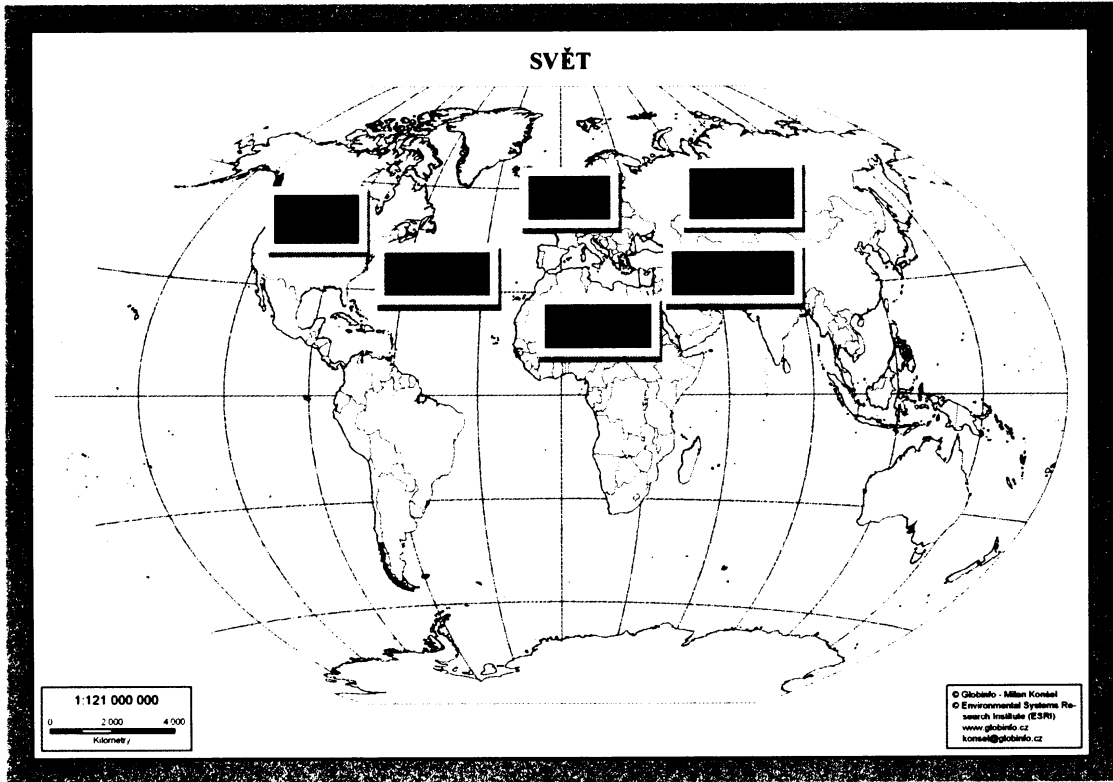 SVĚT
1:121 000 000
0 2 000 4 000
Kilometry
© Globinfo - Milan Konšel
© Environmental Systems Re-
search Institute (ESRI)
www.globinfo.cz
konsel@globinfo.cz